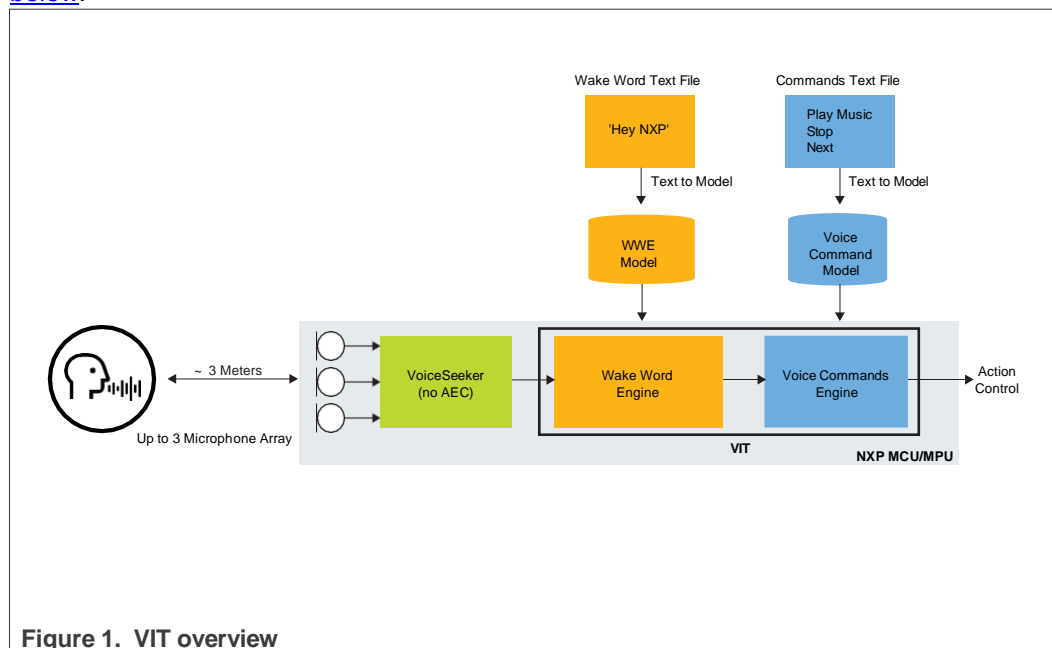 below.
Wake Word Text File
Commands Text File
'Hey NXP'
Play Music
Stop
Next
Text to Model
Text to Model
WWE
Model
Voice
Command
Model
~ 3 Meters
VoiceSeeker
(no AEC)
Wake Word
Engine
Voice Commands
Engine
Action
Control
Up to 3 Microphone Array
VIT
NXP MCU/MPU
Figure 1. VIT overview